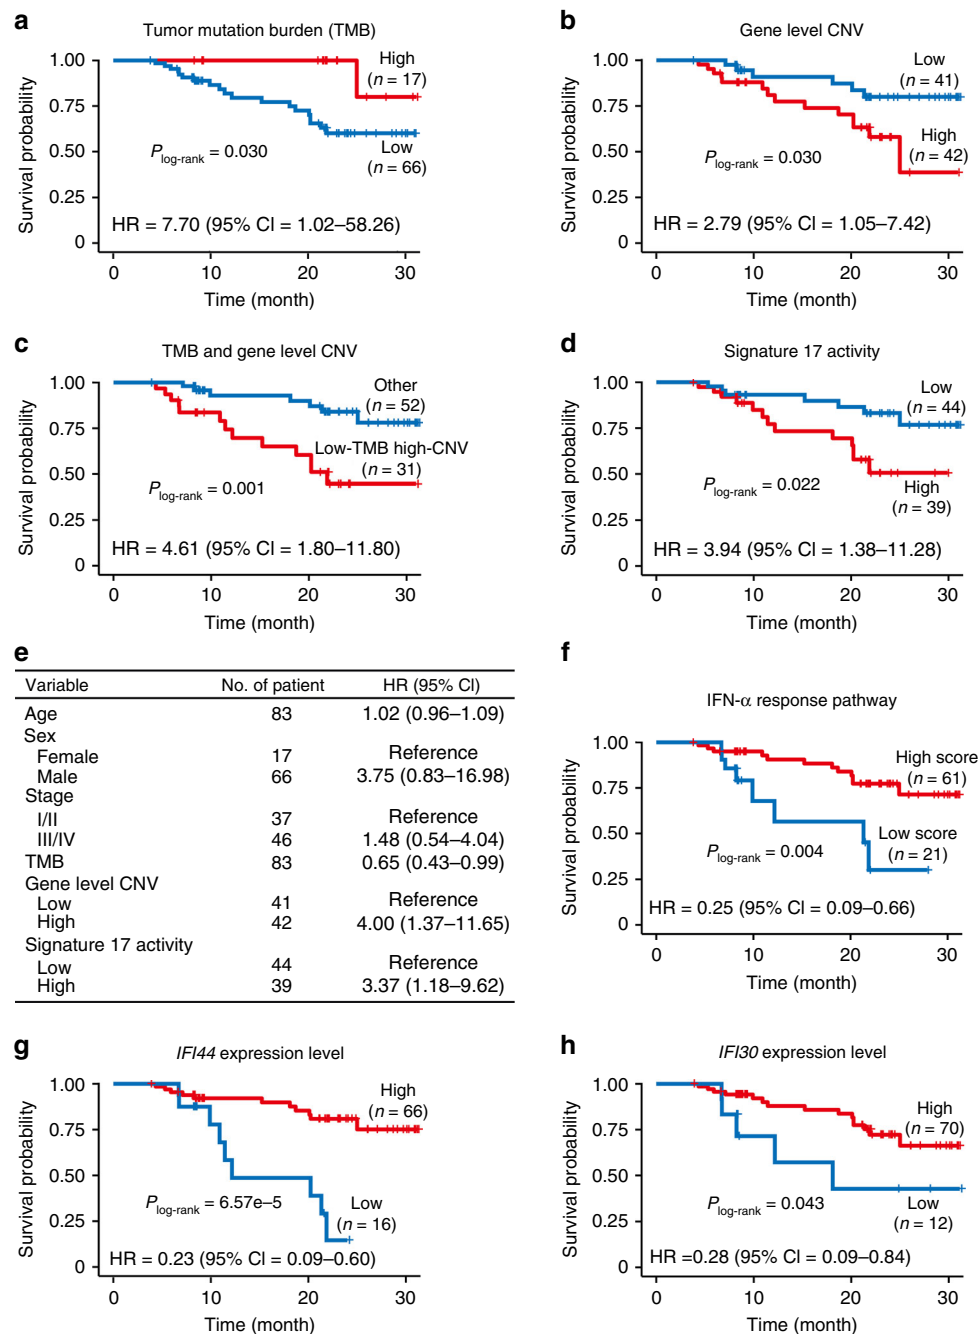 a
Tumor mutation burden (TMB)
Survival probability
1.00
0.75
0.50
0.25
0
High
(n = 17)
Low
(n = 66)
Plog-rank = 0.030
HR = 7.70 (95% CI = 1.02–58.26)
0 10 20 30
Time (month)
b
Gene level CNV
Survival probability
1.00
0.75
0.50
0.25
0
Low
(n = 41)
High
(n = 42)
Plog-rank = 0.030
HR = 2.79 (95% CI = 1.05–7.42)
0 10 20 30
Time (month)
c
TMB and gene level CNV
Survival probability
1.00
0.75
0.50
0.25
0
Other
(n = 52)
Low-TMB high-CNV
(n = 31)
Plog-rank = 0.001
HR = 4.61 (95% CI = 1.80–11.80)
0 10 20 30
Time (month)
d
Signature 17 activity
Survival probability
1.00
0.75
0.50
0.25
0
Low
(n = 44)
Plog-rank = 0.022
High
(n = 39)
HR = 3.94 (95% CI = 1.38–11.28)
0 10 20 30
Time (month)
e
Variable No. of patient HR (95% CI)
Age 83 1.02 (0.96–1.09)
Sex
Female 17 Reference
Male 66 3.75 (0.83–16.98)
Stage
I/II 37 Reference
III/IV 46 1.48 (0.54–4.04)
TMB 83 0.65 (0.43–0.99)
Gene level CNV
Low 41 Reference
High 42 4.00 (1.37–11.65)
Signature 17 activity
Low 44 Reference
High 39 3.37 (1.18–9.62)
f
IFN-α response pathway
Survival probability
1.00
0.75
0.50
0.25
0
High score
(n = 61)
Low score
(n = 21)
Plog-rank = 0.004
HR = 0.25 (95% CI = 0.09–0.66)
0 10 20 30
Time (month)
g
IFI44 expression level
Survival probability
1.00
0.75
0.50
0.25
0
High
(n = 66)
Plog-rank = 6.57e–5
Low
(n = 16)
HR = 0.23 (95% CI = 0.09–0.60)
0 10 20 30
Time (month)
h
IFI30 expression level
Survival probability
1.00
0.75
0.50
0.25
0
High
(n = 70)
Plog-rank = 0.043
Low
(n = 12)
HR =0.28 (95% CI = 0.09–0.84)
0 10 20 30
Time (month)